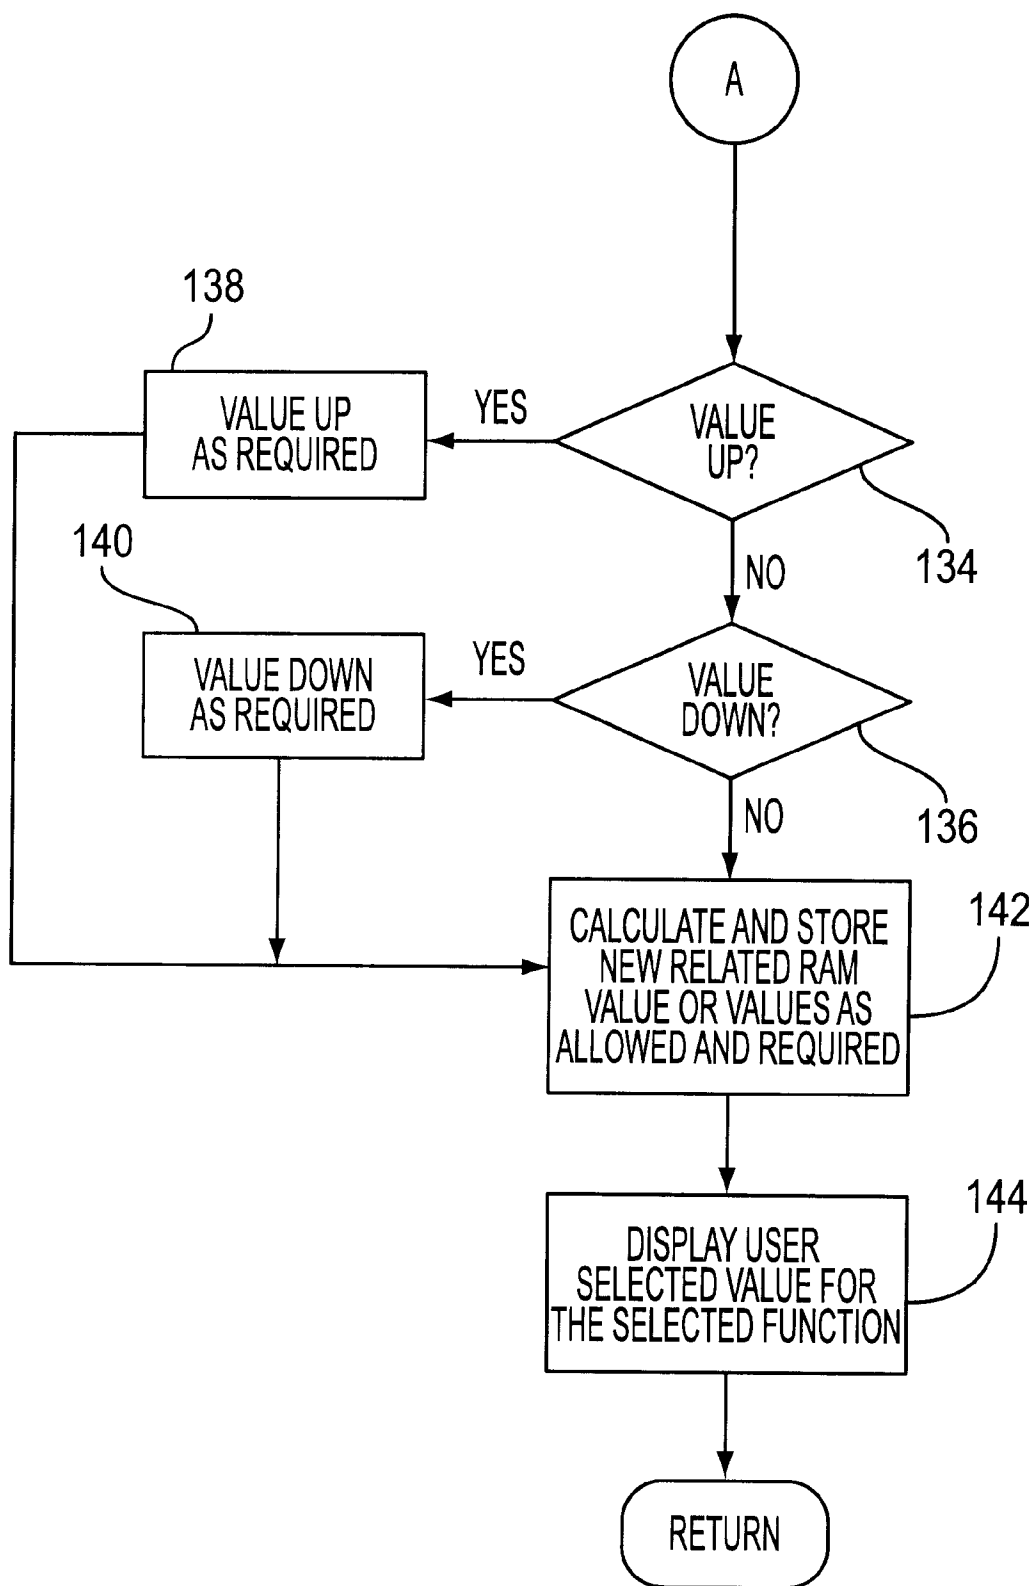 A
138
VALUE UP
AS REQUIRED
YES
VALUE
UP?
134
NO
140
VALUE DOWN
AS REQUIRED
YES
VALUE
DOWN?
136
NO
CALCULATE AND STORE
NEW RELATED RAM
VALUE OR VALUES AS
ALLOWED AND REQUIRED
142
DISPLAY USER
SELECTED VALUE FOR
THE SELECTED FUNCTION
144
RETURN